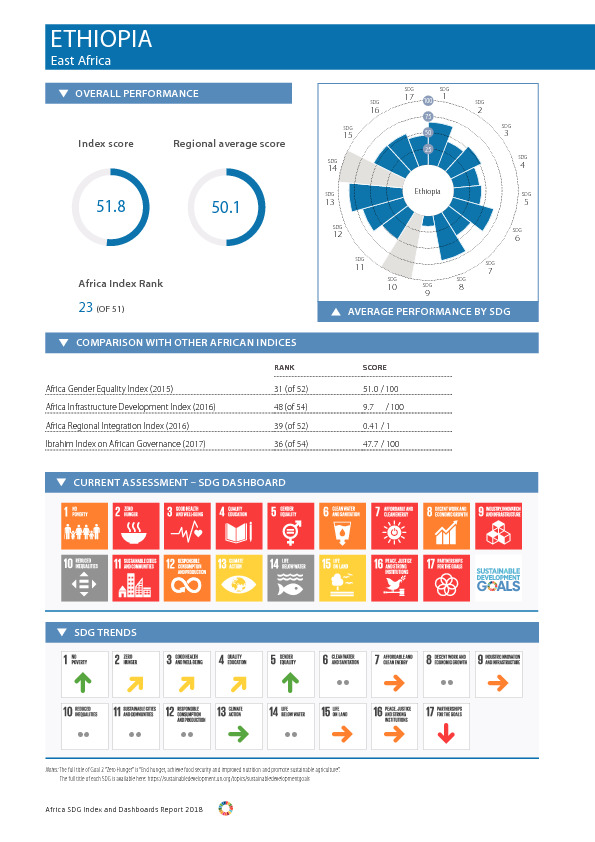 ETHIOPIA
East Africa
▼ OVERALL PERFORMANCE
Index score
Regional average score
51.8
50.1
Africa Index Rank
23 (OF 51)
SDG 1
SDG 2
SDG 3
SDG 4
SDG 5
SDG 6
SDG 7
SDG 8
SDG 9
SDG 10
SDG 11
SDG 12
SDG 13
SDG 14
SDG 15
SDG 16
SDG 17
100
75
50
25
Ethiopia
▲ AVERAGE PERFORMANCE BY SDG
▼ COMPARISON WITH OTHER AFRICAN INDICES
RANK SCORE
Africa Gender Equality Index (2015) 31 (of 52) 51.0 / 100
Africa Infrastructure Development Index (2016) 48 (of 54) 9.7 / 100
Africa Regional Integration Index (2016) 39 (of 52) 0.41 / 1
Ibrahim Index on African Governance (2017) 36 (of 54) 47.7 / 100
▼ CURRENT ASSESSMENT – SDG DASHBOARD
1 NO POVERTY
2 ZERO HUNGER
3 GOOD HEALTH AND WELL-BEING
4 QUALITY EDUCATION
5 GENDER EQUALITY
6 CLEAN WATER AND SANITATION
7 AFFORDABLE AND CLEAN ENERGY
8 DECENT WORK AND ECONOMIC GROWTH
9 INDUSTRY, INNOVATION AND INFRASTRUCTURE
10 REDUCED INEQUALITIES
11 SUSTAINABLE CITIES AND COMMUNITIES
12 RESPONSIBLE CONSUMPTION AND PRODUCTION
13 CLIMATE ACTION
14 LIFE BELOW WATER
15 LIFE ON LAND
16 PEACE, JUSTICE AND STRONG INSTITUTIONS
17 PARTNERSHIPS FOR THE GOALS
SUSTAINABLE
DEVELOPMENT
GOALS
▼ SDG TRENDS
1 NO POVERTY
2 ZERO HUNGER
3 GOOD HEALTH AND WELL-BEING
4 QUALITY EDUCATION
5 GENDER EQUALITY
6 CLEAN WATER AND SANITATION
7 AFFORDABLE AND CLEAN ENERGY
8 DECENT WORK AND ECONOMIC GROWTH
9 INDUSTRY, INNOVATION AND INFRASTRUCTURE
10 REDUCED INEQUALITIES
11 SUSTAINABLE CITIES AND COMMUNITIES
12 RESPONSIBLE CONSUMPTION AND PRODUCTION
13 CLIMATE ACTION
14 LIFE BELOW WATER
15 LIFE ON LAND
16 PEACE, JUSTICE AND STRONG INSTITUTIONS
17 PARTNERSHIPS FOR THE GOALS
Notes: The full title of Goal 2 "Zero Hunger" is "End hunger, achieve food security and improved nutrition and promote sustainable agriculture".
The full title of each SDG is available here: https://sustainabledevelopment.un.org/topics/sustainabledevelopmentgoals
Africa SDG Index and Dashboards Report 2018